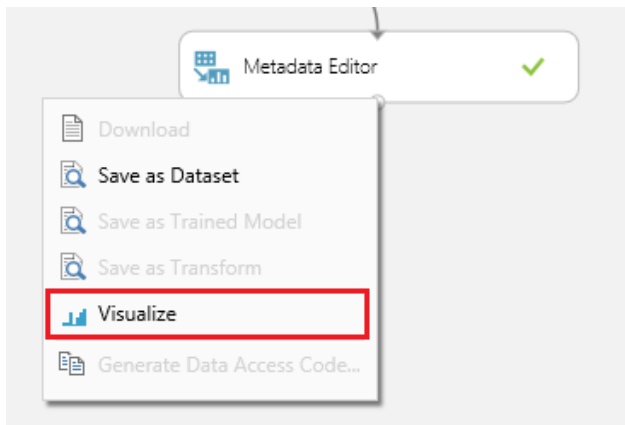 Metadata Editor
Download
Save as Dataset
Save as Trained Model
Save as Transform
Visualize
Generate Data Access Code...